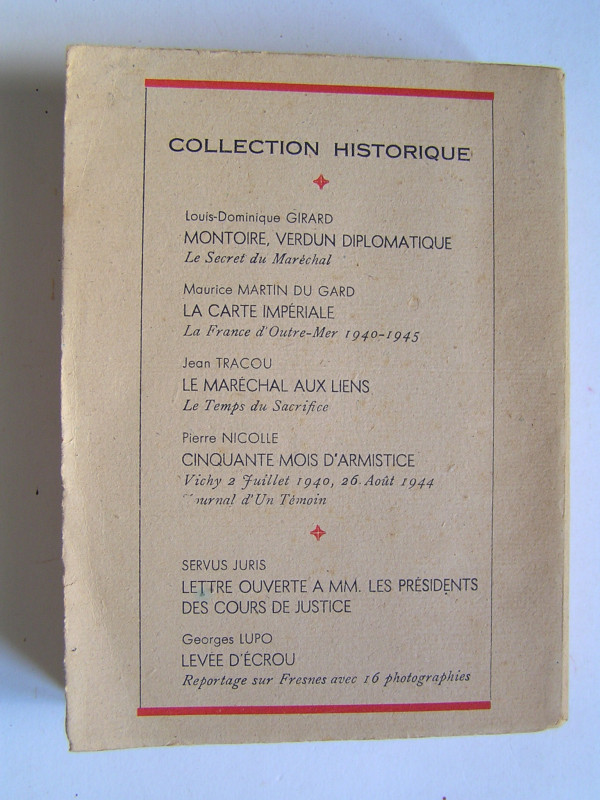 COLLECTION HISTORIQUE
Louis-Dominique GIRARD
MONTOIRE, VERDUN DIPLOMATIQUE
Le Secret du Maréchal
Maurice MARTIN DU GARD
LA CARTE IMPÉRIALE
La France d'Outre-Mer 1940-1945
Jean TRACOU
LE MARÉCHAL AUX LIENS
Le Temps du Sacrifice
Pierre NICOLLE
CINQUANTE MOIS D'ARMISTICE
Vichy 2 Juillet 1940, 26 Août 1944
d'Un Témoin
SERVUS JURIS
LETTRE OUVERTE A MM. LES PRÉSIDENTS
DES COURS DE JUSTICE
Georges LUPO
LEVÉE D'ÉCROU
Reportage sur Fresnes avec 16 photographies